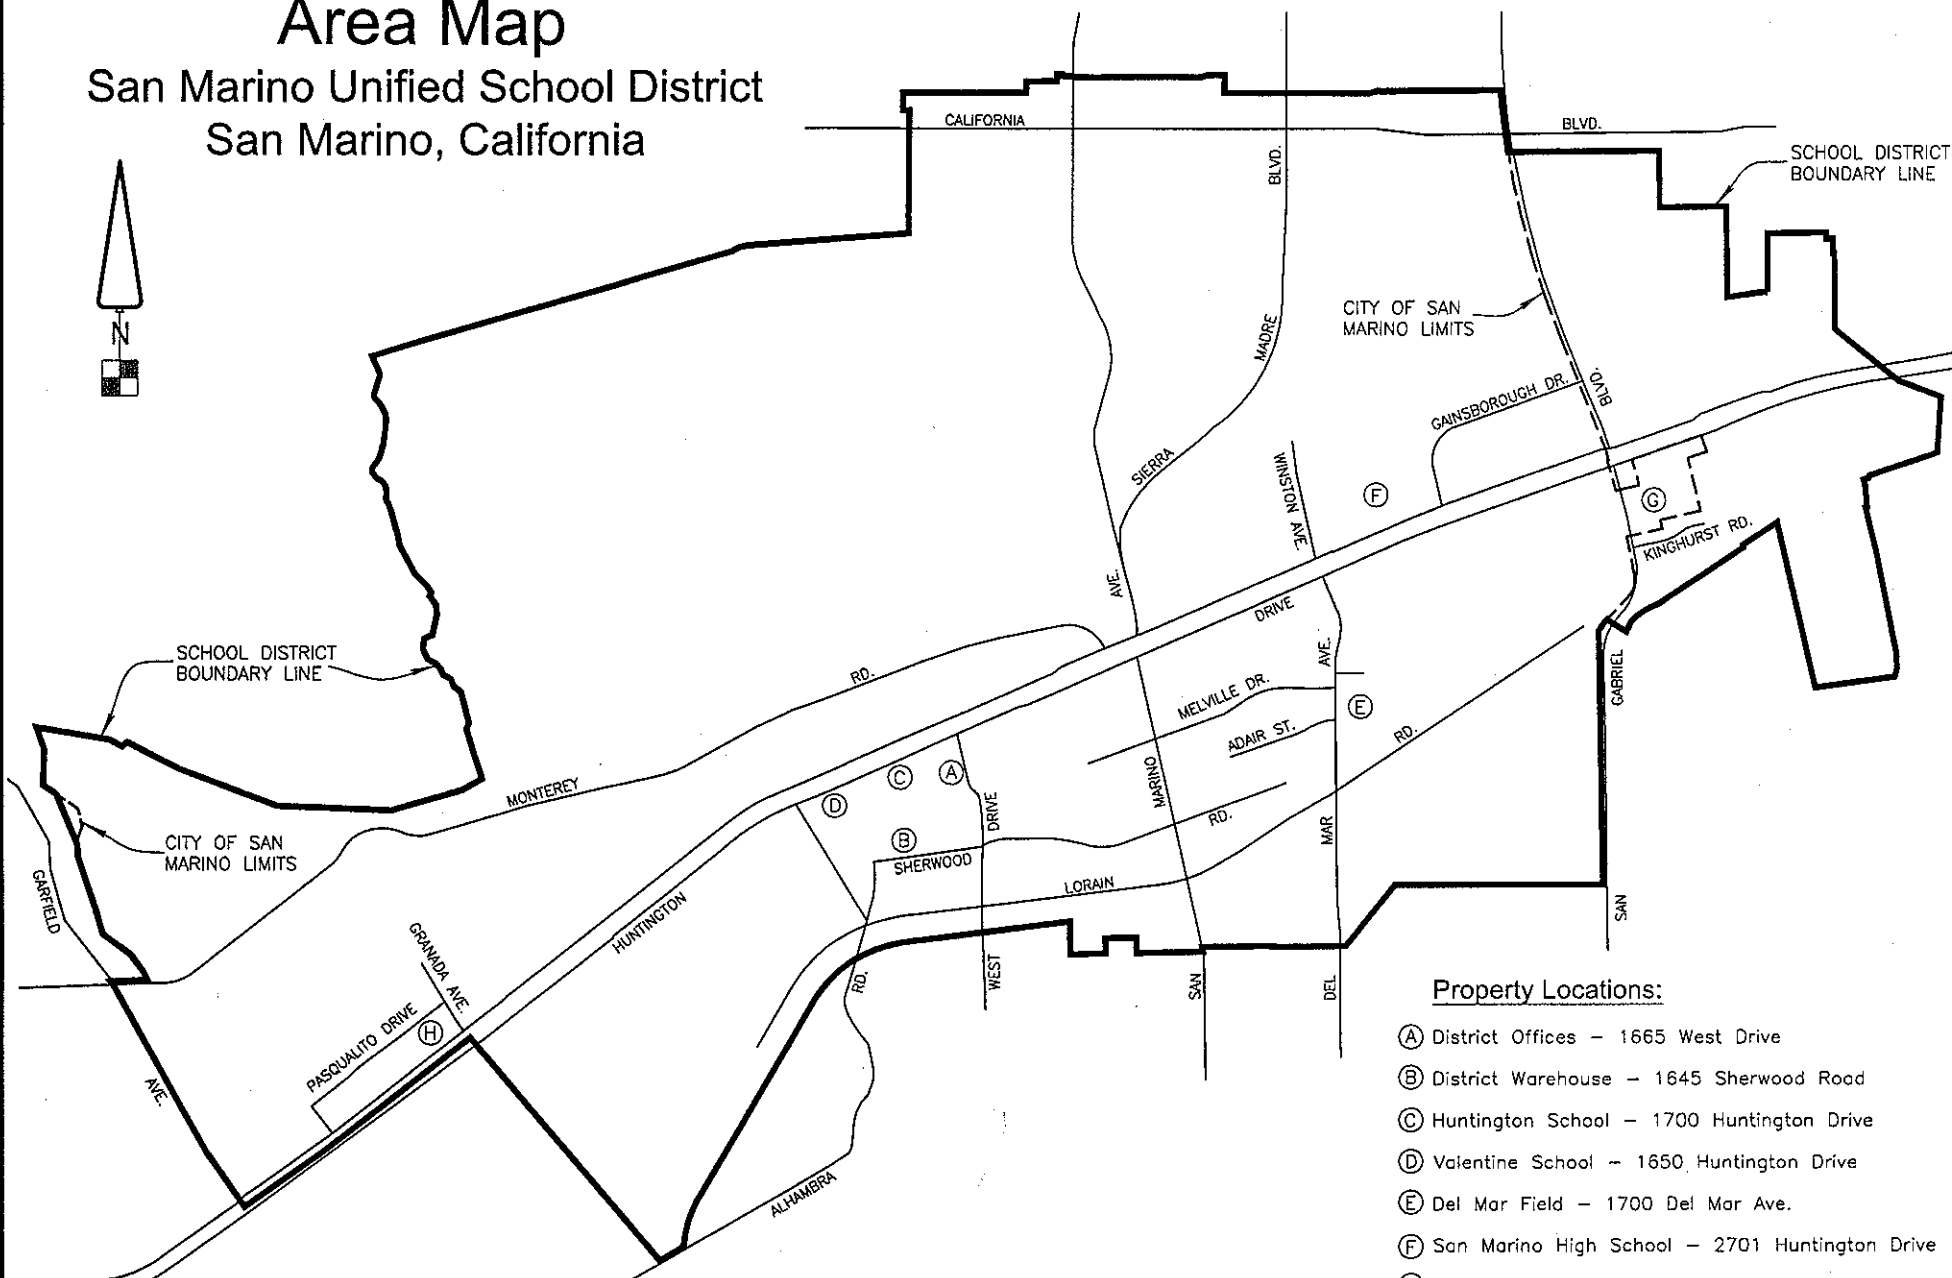 Area Map
San Marino Unified School District
San Marino, California
N
CALIFORNIA
BLVD.
SCHOOL DISTRICT
BOUNDARY LINE
BLVD.
MADRE
SIERRA
CITY OF SAN
MARINO LIMITS
GAINSBOROUGH DR.
BLVD.
WINSTON AVE.
F
G
KINGHURST RD.
AVE.
DRIVE
SCHOOL DISTRICT
BOUNDARY LINE
RD.
AVE.
GABRIEL
MELVILLE DR.
E
ADAIR ST.
RD.
MONTEREY
C
A
D
MARINO
DRIVE
RD.
MAR
B
SHERWOOD
CITY OF SAN
MARINO LIMITS
GARFIELD
LORAIN
HUNTINGTON
SAN
GRANADA AVE.
RD.
WEST
SAN
DEL
PASQUALITO DRIVE
H
AVE.
ALHAMBRA
Property Locations:
A District Offices – 1665 West Drive
B District Warehouse – 1645 Sherwood Road
C Huntington School – 1700 Huntington Drive
D Valentine School – 1650 Huntington Drive
E Del Mar Field – 1700 Del Mar Ave.
F San Marino High School – 2701 Huntington Drive